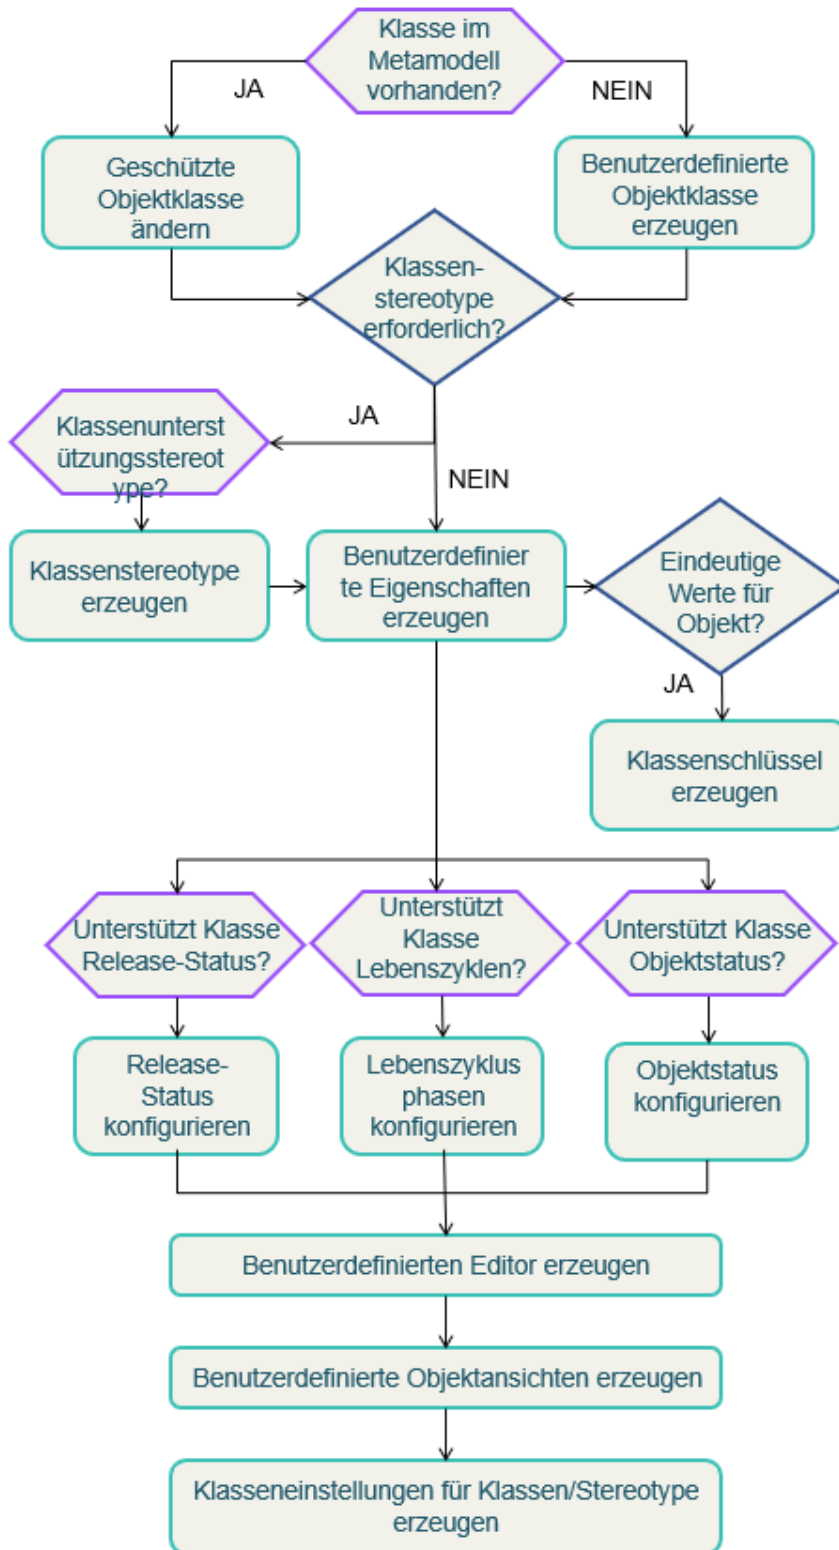 Klasse im
Metamodell
vorhanden?
JA
NEIN
Geschützte
Objektklasse
ändern
Benutzerdefinierte
Objektklasse
erzeugen
Klassen-
stereotype
erforderlich?
JA
Klassenunterst
ützungsstereot
ype?
NEIN
Klassenstereotype
erzeugen
Benutzerdefinier
te Eigenschaften
erzeugen
Eindeutige
Werte für
Objekt?
JA
Klassenschlüssel
erzeugen
Unterstützt Klasse
Release-Status?
Unterstützt
Klasse
Lebenszyklen?
Unterstützt Klasse
Objektstatus?
Release-
Status
konfigurieren
Lebenszyklus
phasen
konfigurieren
Objektstatus
konfigurieren
Benutzerdefinierten Editor erzeugen
Benutzerdefinierte Objektansichten erzeugen
Klasseneinstellungen für Klassen/Stereotype
erzeugen